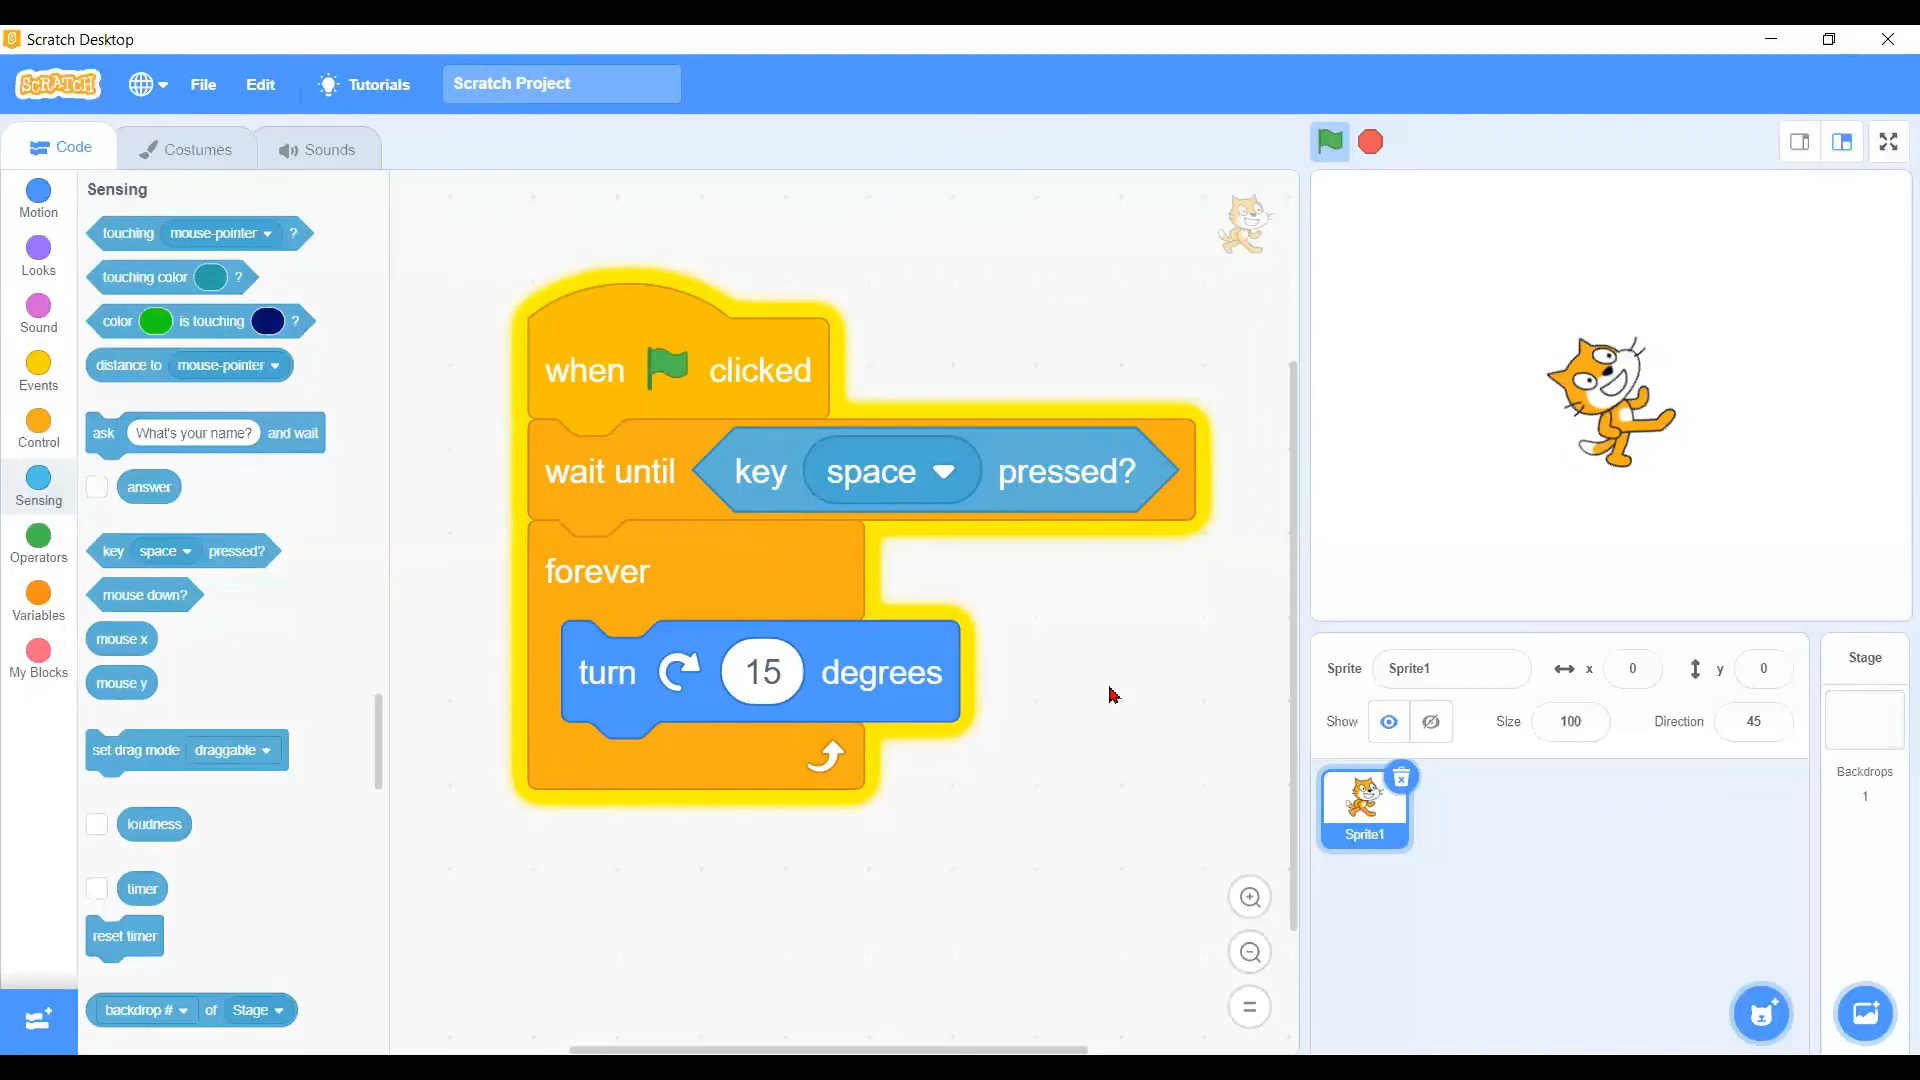 Scratch Desktop
SCRATCH
File
Edit
Tutorials
Scratch Project
Code
Costumes
Sounds
Motion
Looks
Sound
Events
Control
Sensing
Operators
Variables
My Blocks
Sensing
touching mouse-pointer ?
touching color ?
color is touching ?
distance to mouse-pointer
ask What's your name? and wait
answer
key space pressed?
mouse down?
mouse x
mouse y
set drag mode draggable
loudness
timer
reset timer
backdrop # of Stage
when clicked
wait until key space pressed?
forever
turn 15 degrees
Sprite Sprite1 x 0 y 0
Show Size 100 Direction 45
Sprite1
Stage
Backdrops
1